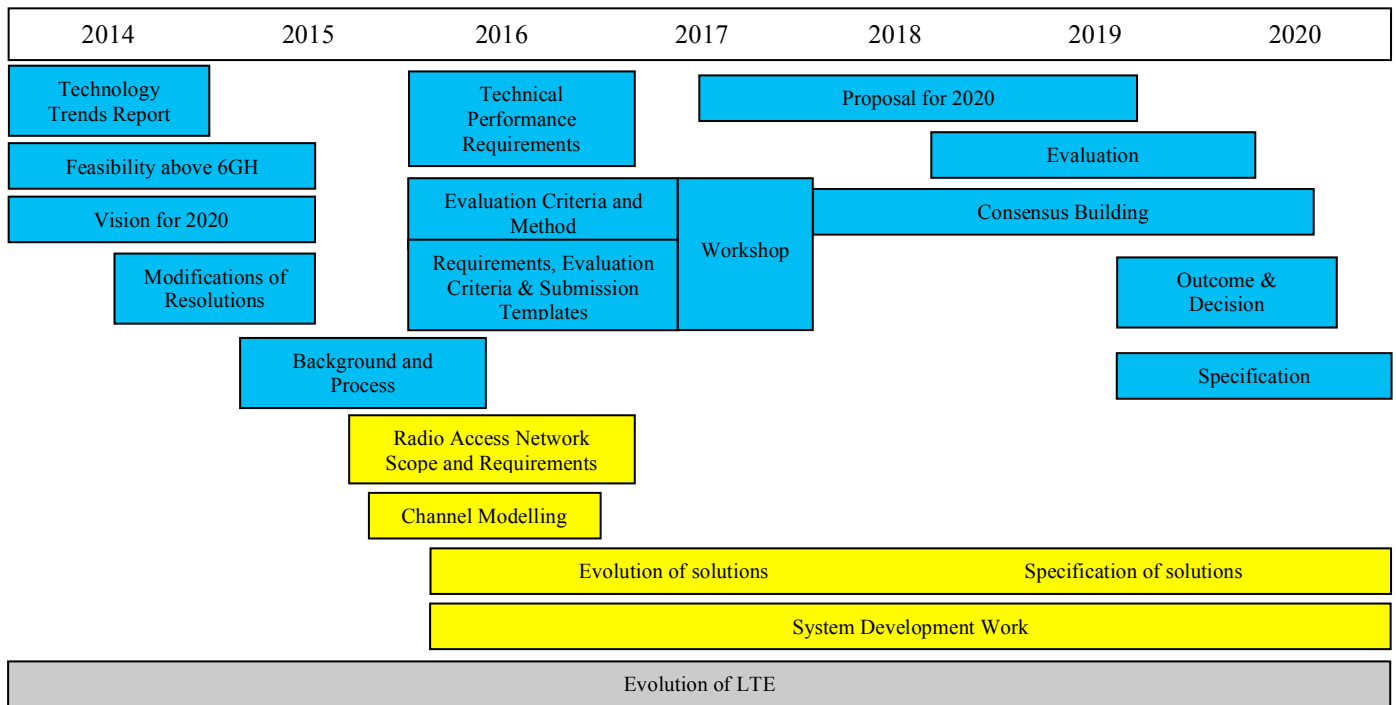 2014 2015 2016 2017 2018 2019 2020
Technology
Trends Report
Technical
Performance
Requirements
Proposal for 2020
Feasibility above 6GH
Evaluation
Vision for 2020
Evaluation Criteria and
Method
Workshop
Consensus Building
Modifications of
Resolutions
Requirements, Evaluation
Criteria & Submission
Templates
Outcome &
Decision
Background and
Process
Specification
Radio Access Network
Scope and Requirements
Channel Modelling
Evolution of solutions Specification of solutions
System Development Work
Evolution of LTE